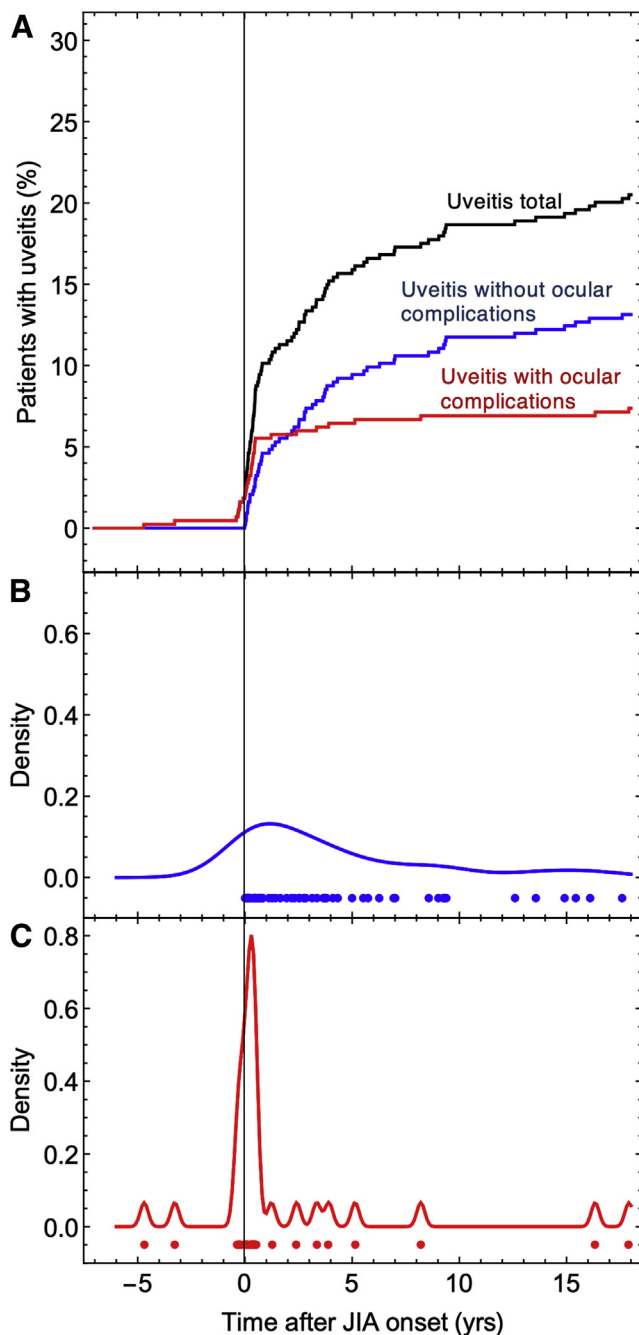 A
30
25
20
15
10
5
0
Patients with uveitis (%)
Uveitis total
Uveitis without ocular
complications
Uveitis with ocular
complications
B
0.6
0.4
0.2
0.0
Density
C
0.8
0.6
0.4
0.2
0.0
Density
−5 0 5 10 15
Time after JIA onset (yrs)